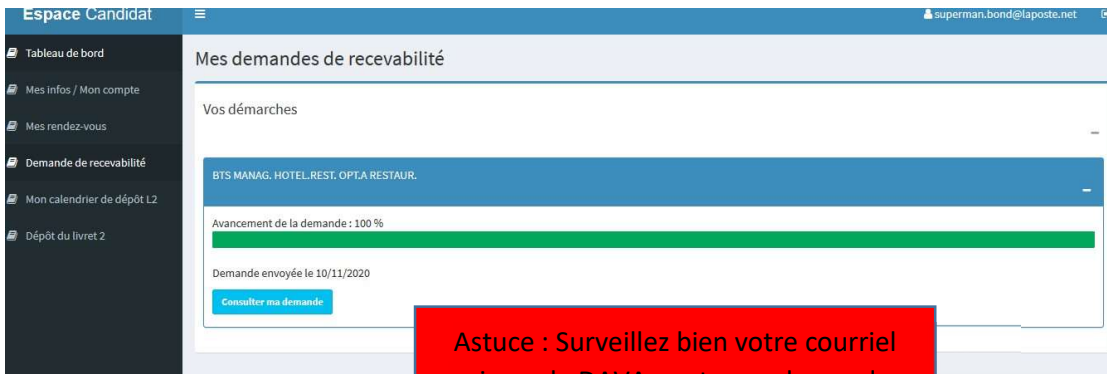 Espace Candidat
superman.bond@laposte.net
Tableau de bord
Mes infos / Mon compte
Mes rendez-vous
Demande de recevabilité
Mon calendrier de dépôt L2
Dépôt du livret 2
Mes demandes de recevabilité
Vos démarches
BTS MANAG. HOTEL.REST. OPT.A RESTAUR.
Avancement de la demande : 100 %
Demande envoyée le 10/11/2020
Consulter ma demande
Astuce : Surveillez bien votre courriel